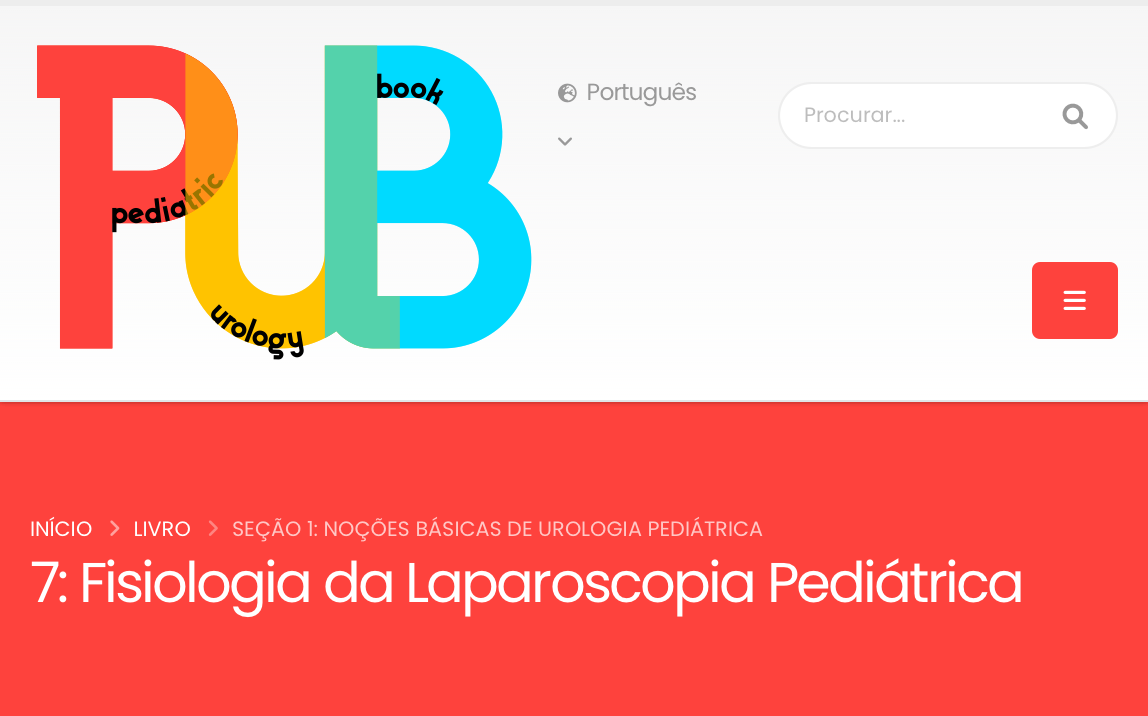 PUB
book
pediatric
urology
Português
Procurar...
INÍCIO > LIVRO > SEÇÃO 1: NOÇÕES BÁSICAS DE UROLOGIA PEDIÁTRICA
7: Fisiologia da Laparoscopia Pediátrica